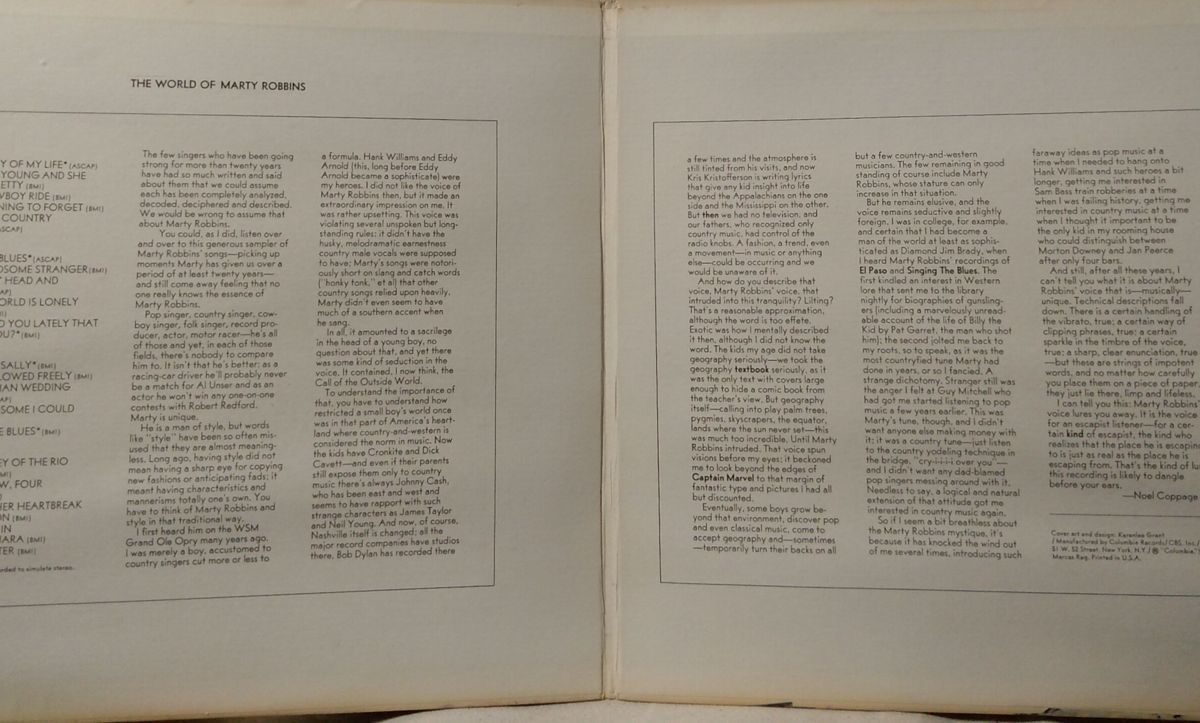 THE WORLD OF MARTY ROBBINS
Y OF MY LIFE* (ASCAP)
YOUNG AND SHE
ETTY (BMI)
WBOY RIDE (BMI)
NING TO FORGET (BMI)
COUNTRY
ASCAP)
BLUES* (ASCAP)
DSOME STRANGER (BMI)
HEAD AND
AP)
ORLD IS LONELY
D YOU LATELY THAT
OU?* (BMI)
SALLY* (BMI)
LOWED FREELY (BMI)
IAN WEDDING
AP)
SOME I COULD
E BLUES* (BMI)
EY OF THE RIO
MI)
W, FOUR
HER HEARTBREAK
ON (BMI)
IN
HARA (BMI)
TER (BMI)
orded to simulate stereo.
The few singers who have been going
strong for more than twenty years
have had so much written and said
about them that we could assume
each has been completely analyzed,
decoded, deciphered and described.
We would be wrong to assume that
about Marty Robbins.
You could, as I did, listen over
and over to this generous sampler of
Marty Robbins' songs—picking up
moments Marty has given us over a
period of at least twenty years—
and still come away feeling that no
one really knows the essence of
Marty Robbins.
Pop singer, country singer, cow-
boy singer, folk singer, record pro-
ducer, actor, motor racer—he's all
of those and yet, in each of those
fields, there's nobody to compare
him to. It isn't that he's better; as a
racing-car driver he'll probably never
be a match for Al Unser and as an
actor he won't win any one-on-one
contests with Robert Redford.
Marty is unique.
He is a man of style, but words
like "style" have been so often mis-
used that they are almost meaning-
less. Long ago, having style did not
mean having a sharp eye for copying
new fashions or anticipating fads; it
meant having characteristics and
mannerisms totally one's own. You
have to think of Marty Robbins and
style in that traditional way.
I first heard him on the WSM
Grand Ole Opry many years ago.
I was merely a boy, accustomed to
country singers cut more or less to
a formula. Hank Williams and Eddy
Arnold (this, long before Eddy
Arnold became a sophisticate) were
my heroes. I did not like the voice of
Marty Robbins then, but it made an
extraordinary impression on me. It
was rather upsetting. This voice was
violating several unspoken but long-
standing rules; it didn't have the
husky, melodramatic earnestness
country male vocals were supposed
to have; Marty's songs were notori-
ously short on slang and catch words
("honky tonk," et al) that other
country songs relied upon heavily.
Marty didn't even seem to have
much of a southern accent when
he sang.
In all, it amounted to a sacrilege
in the head of a young boy, no
question about that, and yet there
was some kind of seduction in the
voice. It contained, I now think, the
Call of the Outside World.
To understand the importance of
that, you have to understand how
restricted a small boy's world once
was in that part of America's heart-
land where country-and-western is
considered the norm in music. Now
the kids have Cronkite and Dick
Cavett—and even if their parents
still expose them only to country
music there's always Johnny Cash,
who has been east and west and
seems to have rapport with such
strange characters as James Taylor
and Neil Young. And now, of course,
Nashville itself is changed; all the
major record companies have studios
there, Bob Dylan has recorded there
a few times and the atmosphere is
still tinted from his visits, and now
Kris Kristofferson is writing lyrics
that give any kid insight into life
beyond the Appalachians on the one
side and the Mississippi on the other.
But then we had no television, and
our fathers, who recognized only
country music, had control of the
radio knobs. A fashion, a trend, even
a movement—in music or anything
else—could be occurring and we
would be unaware of it.
And how do you describe that
voice, Marty Robbins' voice, that
intruded into this tranquility? Lilting?
That's a reasonable approximation,
although the word is too effete.
Exotic was how I mentally described
it then, although I did not know the
word. The kids my age did not take
geography seriously—we took the
geography textbook seriously, as it
was the only text with covers large
enough to hide a comic book from
the teacher's view. But geography
itself—calling into play palm trees,
pygmies, skyscrapers, the equator,
lands where the sun never set—this
was much too incredible. Until Marty
Robbins intruded. That voice spun
visions before my eyes; it beckoned
me to look beyond the edges of
Captain Marvel to that margin of
fantastic type and pictures I had all
but discounted.
Eventually, some boys grow be-
yond that environment, discover pop
and even classical music, come to
accept geography and—sometimes
—temporarily turn their backs on all
but a few country-and-western
musicians. The few remaining in good
standing of course include Marty
Robbins, whose stature can only
increase in that situation.
But he remains elusive, and the
voice remains seductive and slightly
foreign. I was in college, for example,
and certain that I had become a
man of the world at least as sophis-
ticated as Diamond Jim Brady, when
I heard Marty Robbins' recordings of
El Paso and Singing The Blues. The
first kindled an interest in Western
lore that sent me to the library
nightly for biographies of gunsling-
ers (including a marvelously unread-
able account of the life of Billy the
Kid by Pat Garret, the man who shot
him); the second jolted me back to
my roots, so to speak, as it was the
most countryfied tune Marty had
done in years, or so I fancied. A
strange dichotomy. Stranger still was
the anger I felt at Guy Mitchell who
had got me started listening to pop
music a few years earlier. This was
Marty's tune, though, and I didn't
want anyone else making money with
it; it was a country tune—just listen
to the country yodeling technique in
the bridge, "cry-i-i-i-i over you"—
and I didn't want any dad-blamed
pop singers messing around with it.
Needless to say, a logical and natural
extension of that attitude got me
interested in country music again.
So if I seem a bit breathless about
the Marty Robbins mystique, it's
because it has knocked the wind out
of me several times, introducing such
faraway ideas as pop music at a
time when I needed to hang onto
Hank Williams and such heroes a bit
longer, getting me interested in
Sam Bass train robberies at a time
when I was failing history, getting me
interested in country music at a time
when I thought it important to be
the only kid in my rooming house
who could distinguish between
Morton Downey and Jan Peerce
after only four bars.
And still, after all these years, I
can't tell you what it is about Marty
Robbins' voice that is—musically—
unique. Technical descriptions fall
down. There is a certain handling of
the vibrato, true; a certain way of
clipping phrases, true; a certain
sparkle in the timbre of the voice,
true; a sharp, clear enunciation, true
—but these are strings of impotent
words, and no matter how carefully
you place them on a piece of paper,
they just lie there, limp and lifeless.
I can tell you this: Marty Robbins'
voice lures you away. It is the voice
for an escapist listener—for a cer-
tain kind of escapist, the kind who
realizes that the place he is escaping
to is just as real as the place he is
escaping from. That's the kind of lu
this recording is likely to dangle
before your ears.
—Noel Coppage
Cover art and design: Karenlee Grant
/ Manufactured by Columbia Records/CBS, Inc./
51 W. 52 Street, New York, N.Y./ ® "Columbia,"
Marcas Reg. Printed in U.S.A.